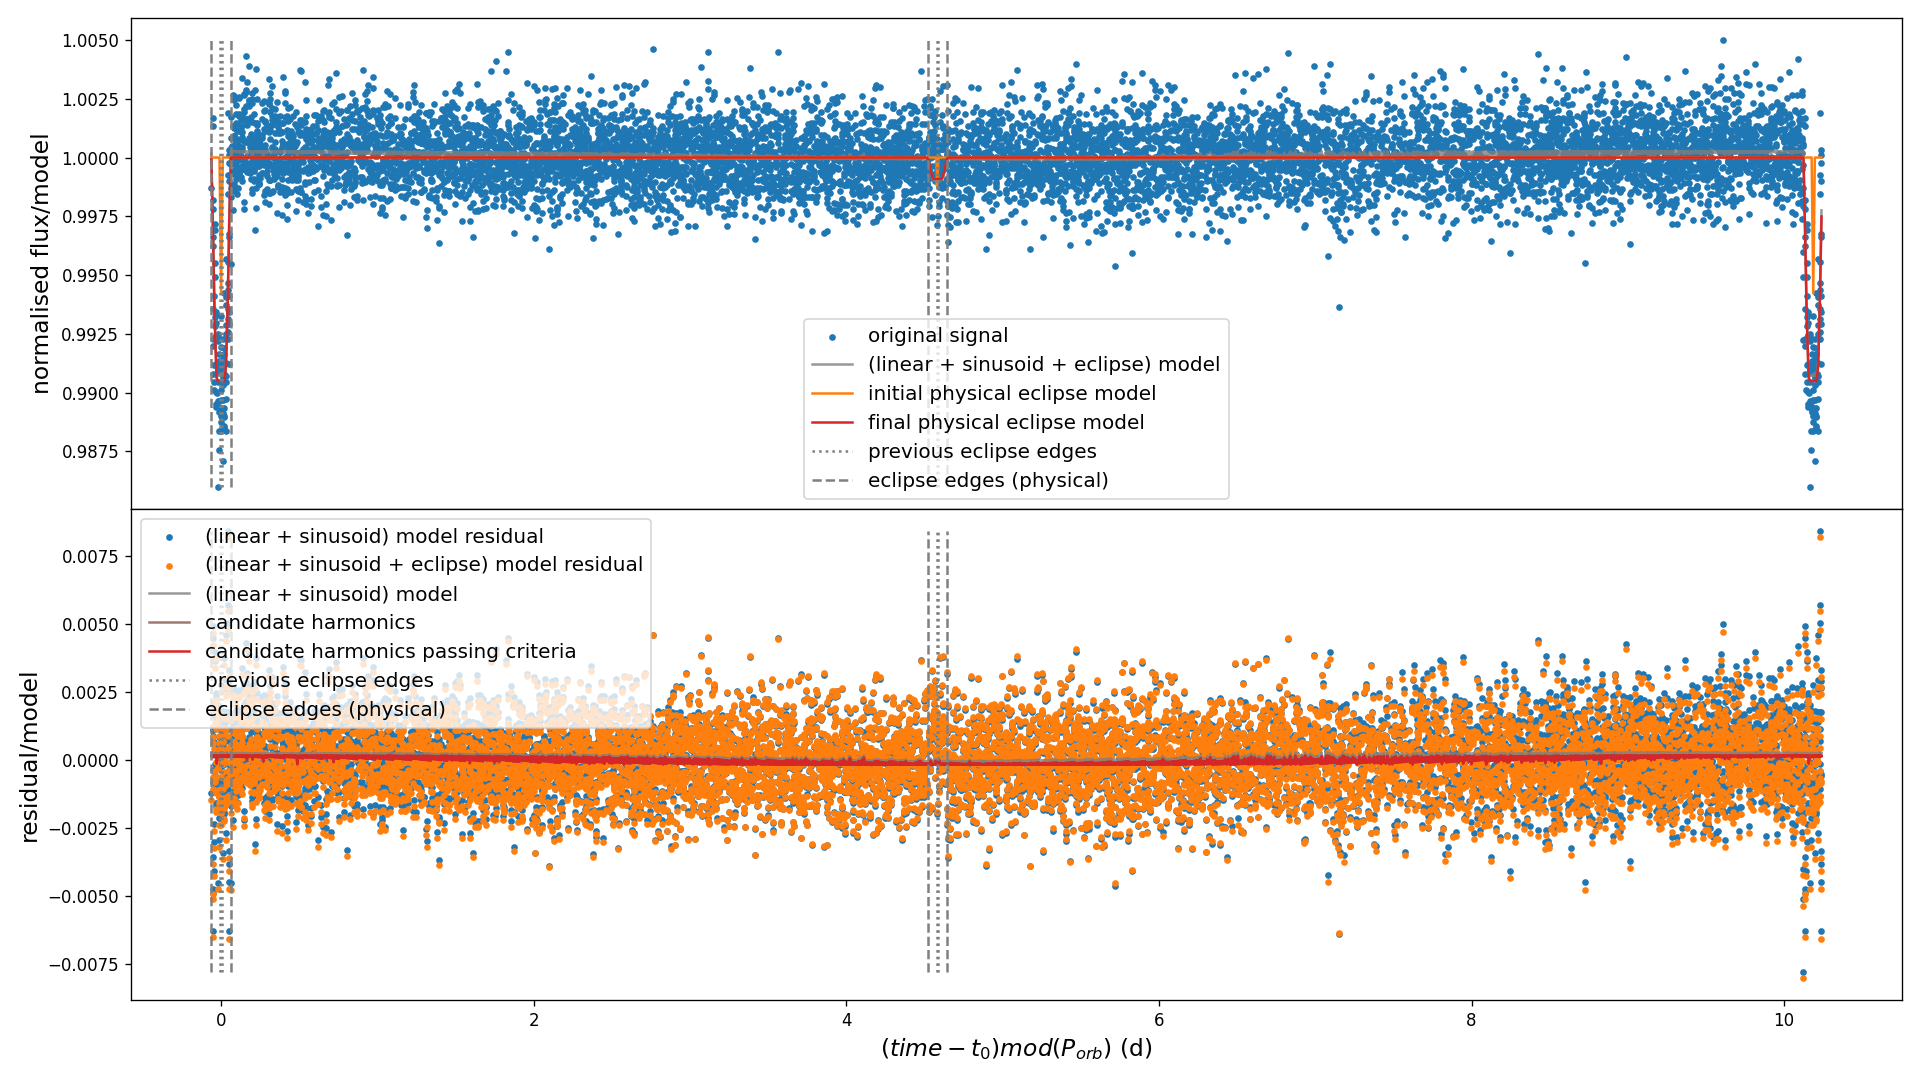 normalised flux/model
1.0050
1.0025
1.0000
0.9975
0.9950
0.9925
0.9900
0.9875
original signal
(linear + sinusoid + eclipse) model
initial physical eclipse model
final physical eclipse model
previous eclipse edges
eclipse edges (physical)
residual/model
0.0075
0.0050
0.0025
0.0000
−0.0025
−0.0050
−0.0075
(linear + sinusoid) model residual
(linear + sinusoid + eclipse) model residual
(linear + sinusoid) model
candidate harmonics
candidate harmonics passing criteria
previous eclipse edges
eclipse edges (physical)
0 2 4 6 8 10
(time − t₀)mod(Pₒᵣb) (d)